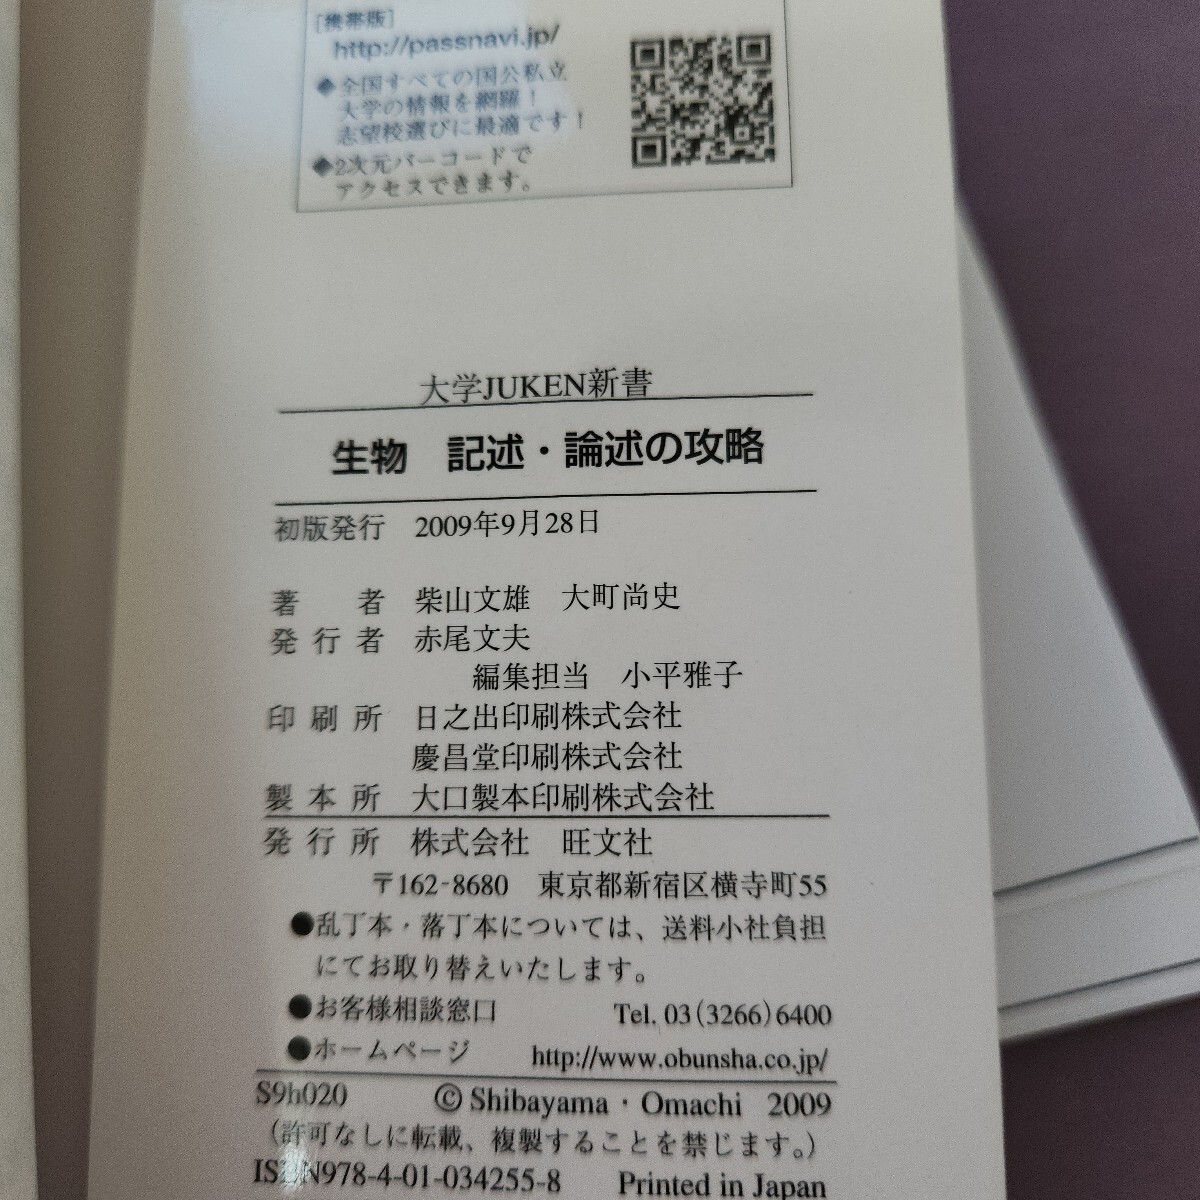 [携帯版]
http://passnavi.jp/
◆全国すべての国公私立
大学の情報を網羅！
志望校選びに最適です！
◆2次元バーコードで
アクセスできます。
大学JUKEN新書
生物　記述・論述の攻略
初版発行　2009年9月28日
著　者　柴山文雄　大町尚史
発行者　赤尾文夫
編集担当　小平雅子
印刷所　日之出印刷株式会社
慶昌堂印刷株式会社
製本所　大口製本印刷株式会社
発行所　株式会社　旺文社
〒162-8680　東京都新宿区横寺町55
●乱丁本・落丁本については、送料小社負担
にてお取り替えいたします。
●お客様相談窓口　Tel. 03(3266)6400
●ホームページ　http://www.obunsha.co.jp/
S9h020　© Shibayama・Omachi　2009
（許可なしに転載、複製することを禁じます。）
ISBN978-4-01-034255-8　Printed in Japan